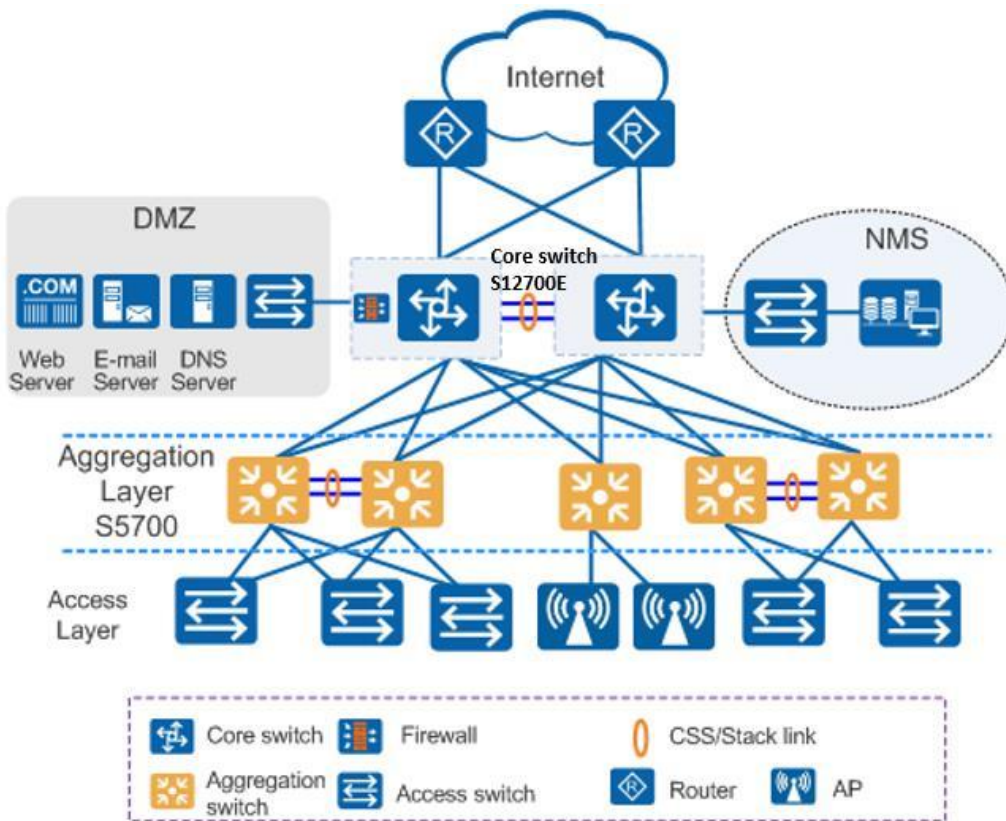 Internet
R
R
DMZ
.COM
Web
Server
E-mail
Server
DNS
Server
Core switch
S12700E
NMS
Aggregation
Layer
S5700
Access
Layer
Core switch
Firewall
CSS/Stack link
Aggregation
switch
Access switch
R
Router
AP